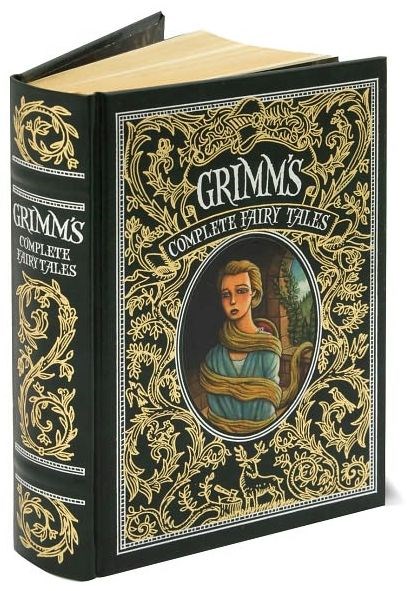 GRIMM'S
COMPLETE
FAIRY TALES
GRIMM'S
COMPLETE FAIRY TALES